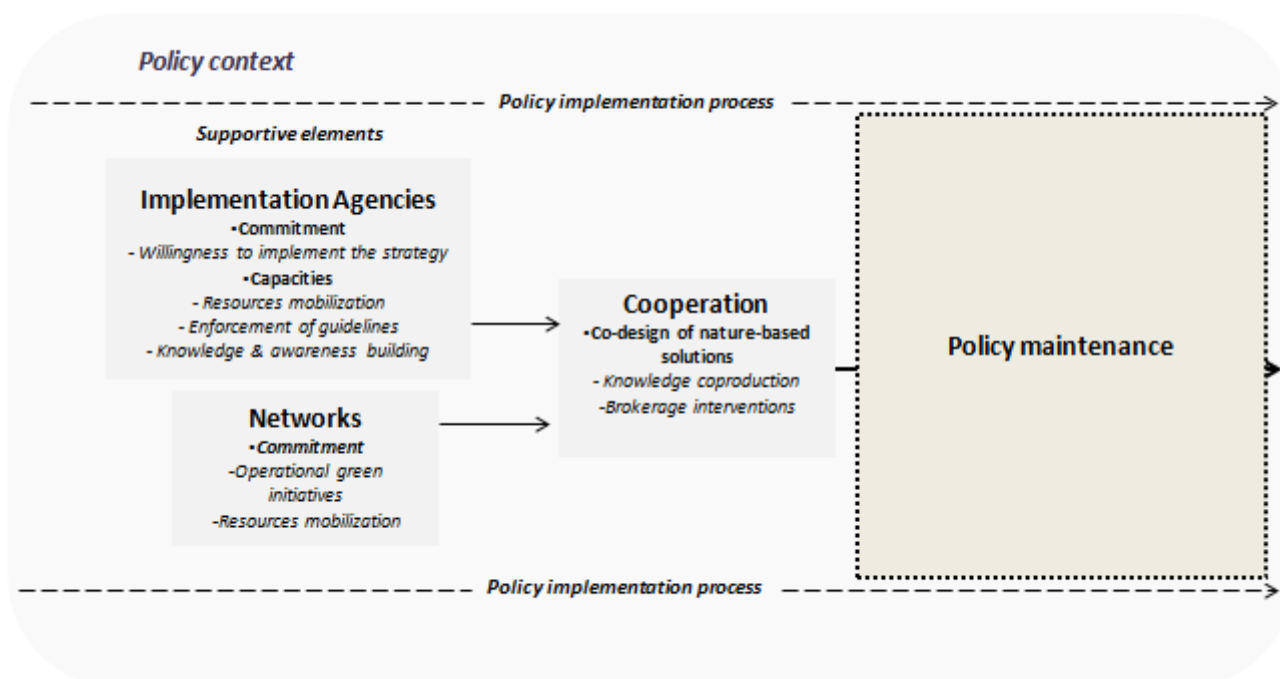 Policy context
Policy implementation process
Supportive elements
Implementation Agencies
•Commitment
- Willingness to implement the strategy
•Capacities
- Resources mobilization
- Enforcement of guidelines
- Knowledge & awareness building
Networks
•Commitment
-Operational green
initiatives
-Resources mobilization
Cooperation
•Co-design of nature-based
solutions
- Knowledge coproduction
-Brokerage interventions
Policy maintenance
Policy implementation process